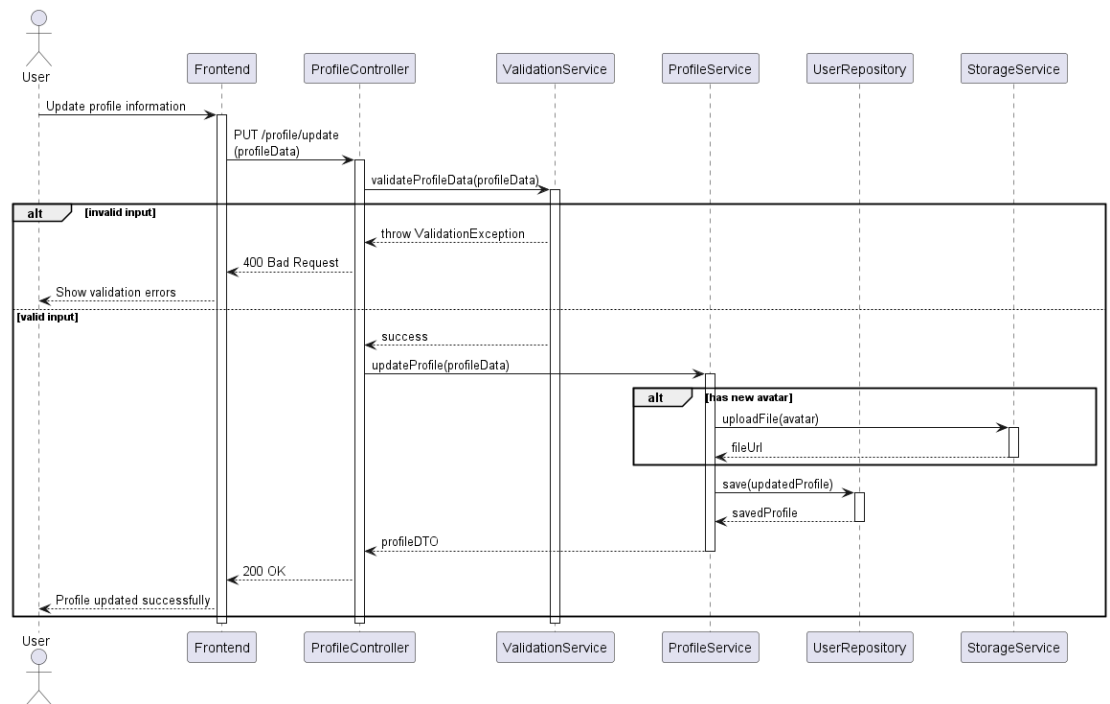 User
Frontend
ProfileController
ValidationService
ProfileService
UserRepository
StorageService
Update profile information
PUT /profile/update
(profileData)
validateProfileData(profileData)
alt
[invalid input]
throw ValidationException
400 Bad Request
Show validation errors
[valid input]
success
updateProfile(profileData)
alt
[has new avatar]
uploadFile(avatar)
fileUrl
save(updatedProfile)
savedProfile
profileDTO
200 OK
Profile updated successfully
User
Frontend
ProfileController
ValidationService
ProfileService
UserRepository
StorageService